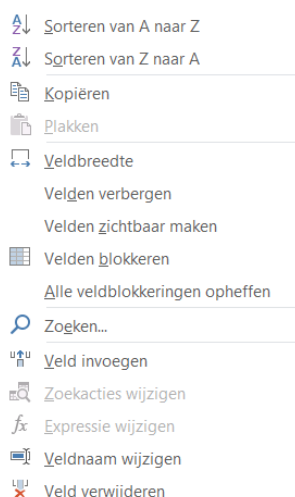 Sorteren van A naar Z
Sorteren van Z naar A
Kopiëren
Plakken
Veldbreedte
Velden verbergen
Velden zichtbaar maken
Velden blokkeren
Alle veldblokkeringen opheffen
Zoeken...
Veld invoegen
Zoekacties wijzigen
fx Expressie wijzigen
Veldnaam wijzigen
Veld verwijderen